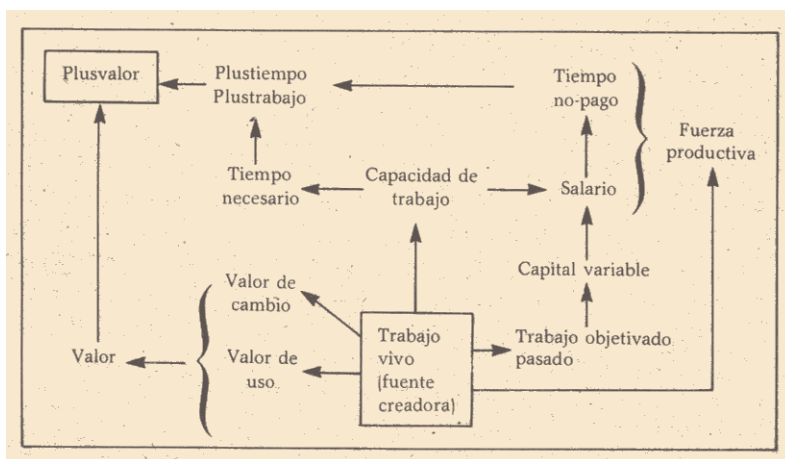 Plusvalor
Plustiempo
Plustrabajo
Tiempo
no-pago
Fuerza
productiva
Tiempo
necesario
Capacidad de
trabajo
Salario
Capital variable
Valor de
cambio
Valor
Valor de
uso
Trabajo
vivo
(fuente
creadora)
Trabajo objetivado
pasado